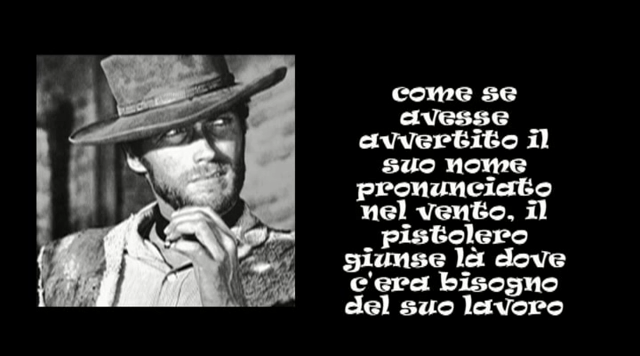 come se
avesse
avvertito il
suo nome
pronunciato
nel vento, il
pistolero
giunse là dove
c'era bisogno
del suo lavoro